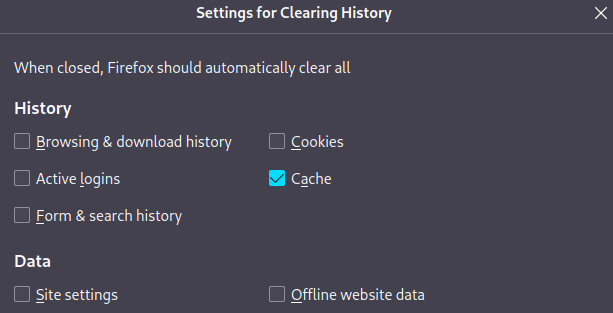 Settings for Clearing History
When closed, Firefox should automatically clear all
History
Browsing & download history
Cookies
Active logins
Cache
Form & search history
Data
Site settings
Offline website data